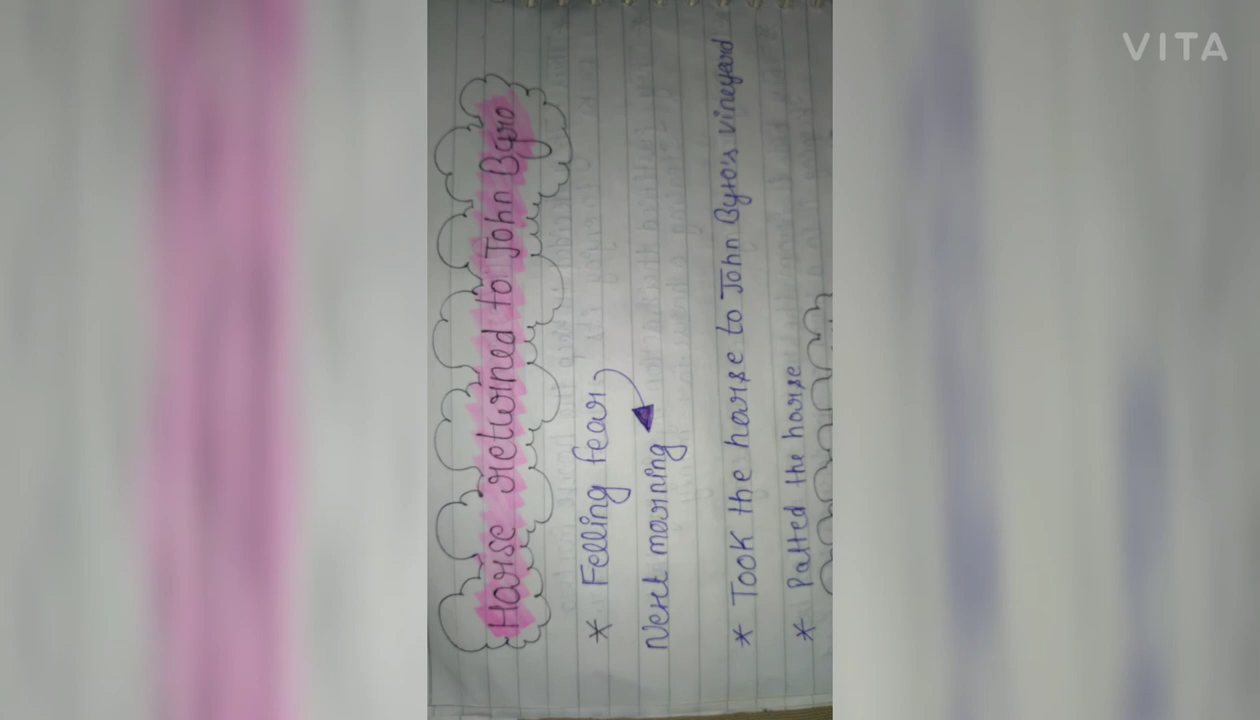 Horse returned to John Byro
* Felling fear
Next morning
* Took the horse to John Byro's vineyard
* Patted the horse
VITA